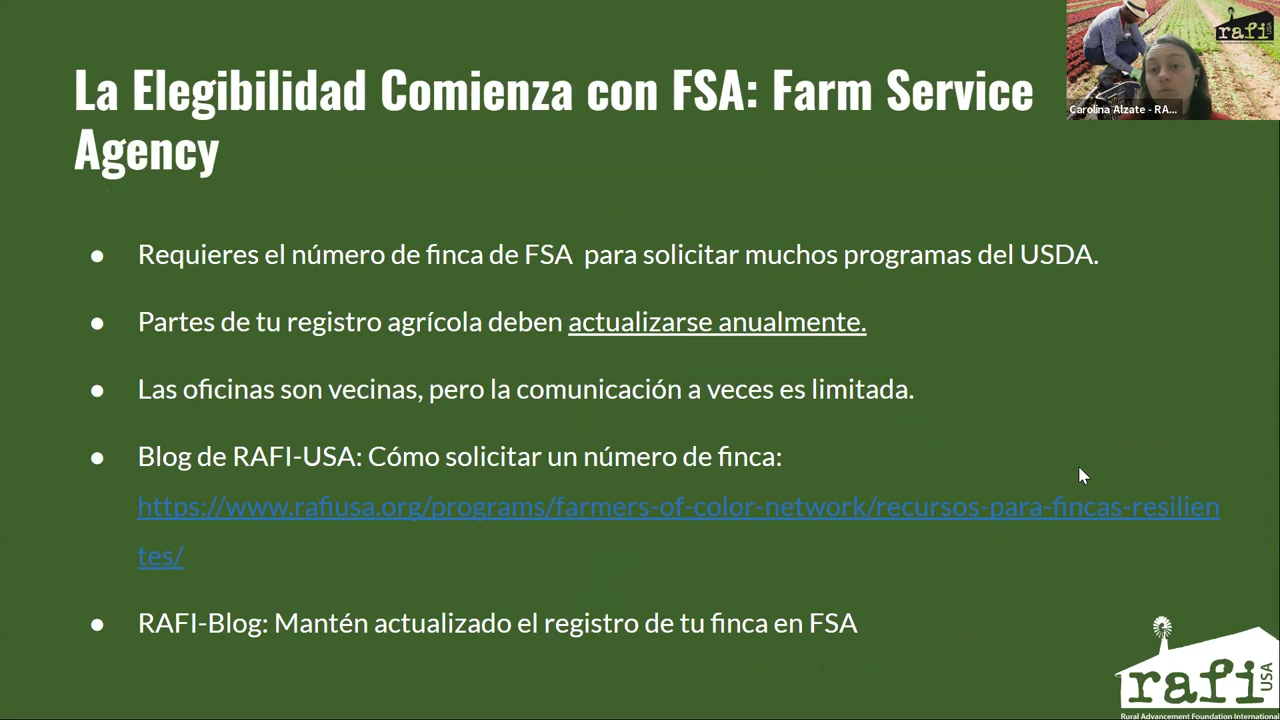 La Elegibilidad Comienza con FSA: Farm Service
Agency
rafi
USA
Carolina Alzate - RA...
● Requieres el número de finca de FSA para solicitar muchos programas del USDA.
● Partes de tu registro agrícola deben actualizarse anualmente.
● Las oficinas son vecinas, pero la comunicación a veces es limitada.
● Blog de RAFI-USA: Cómo solicitar un número de finca:
https://www.rafiusa.org/programs/farmers-of-color-network/recursos-para-fincas-resilien
tes/
● RAFI-Blog: Mantén actualizado el registro de tu finca en FSA
rafi
USA
Rural Advancement Foundation International